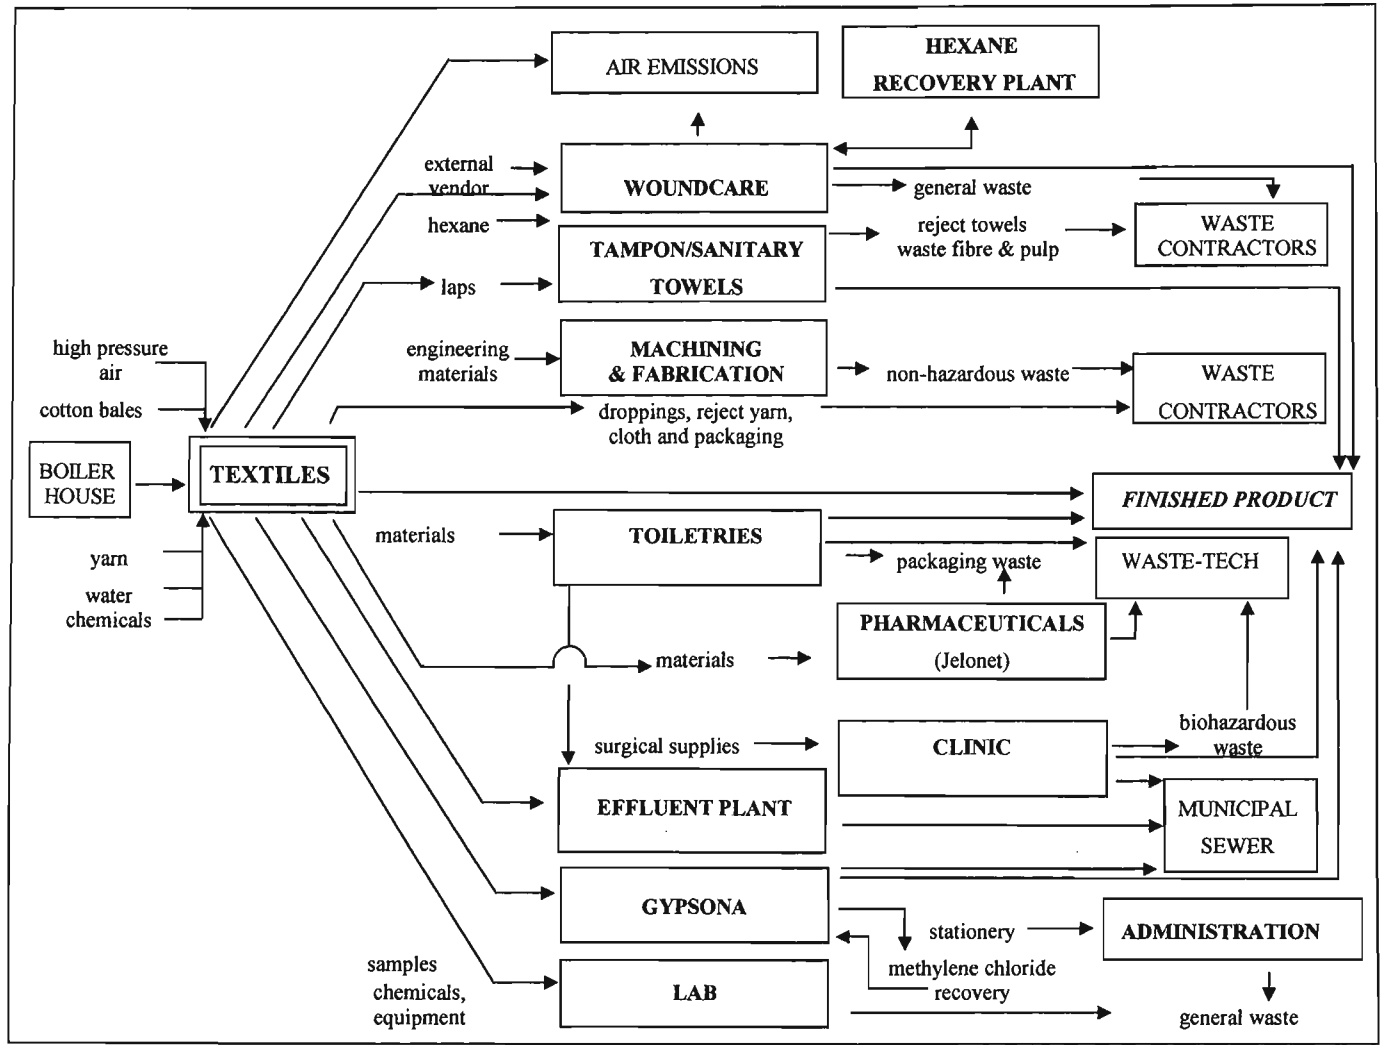 AIR EMISSIONS
HEXANE
RECOVERY PLANT
external
vendor
hexane
WOUNDCARE
general waste
reject towels
waste fibre & pulp
WASTE
CONTRACTORS
laps
TAMPON/SANITARY
TOWELS
high pressure
air
cotton bales
engineering
materials
MACHINING
& FABRICATION
non-hazardous waste
WASTE
CONTRACTORS
droppings, reject yarn,
cloth and packaging
BOILER
HOUSE
TEXTILES
FINISHED PRODUCT
materials
TOILETRIES
packaging waste
WASTE-TECH
yarn
water
chemicals
PHARMACEUTICALS
(Jelonet)
materials
surgical supplies
CLINIC
biohazardous
waste
EFFLUENT PLANT
MUNICIPAL
SEWER
GYPSONA
stationery
ADMINISTRATION
methylene chloride
recovery
samples
chemicals,
equipment
LAB
general waste